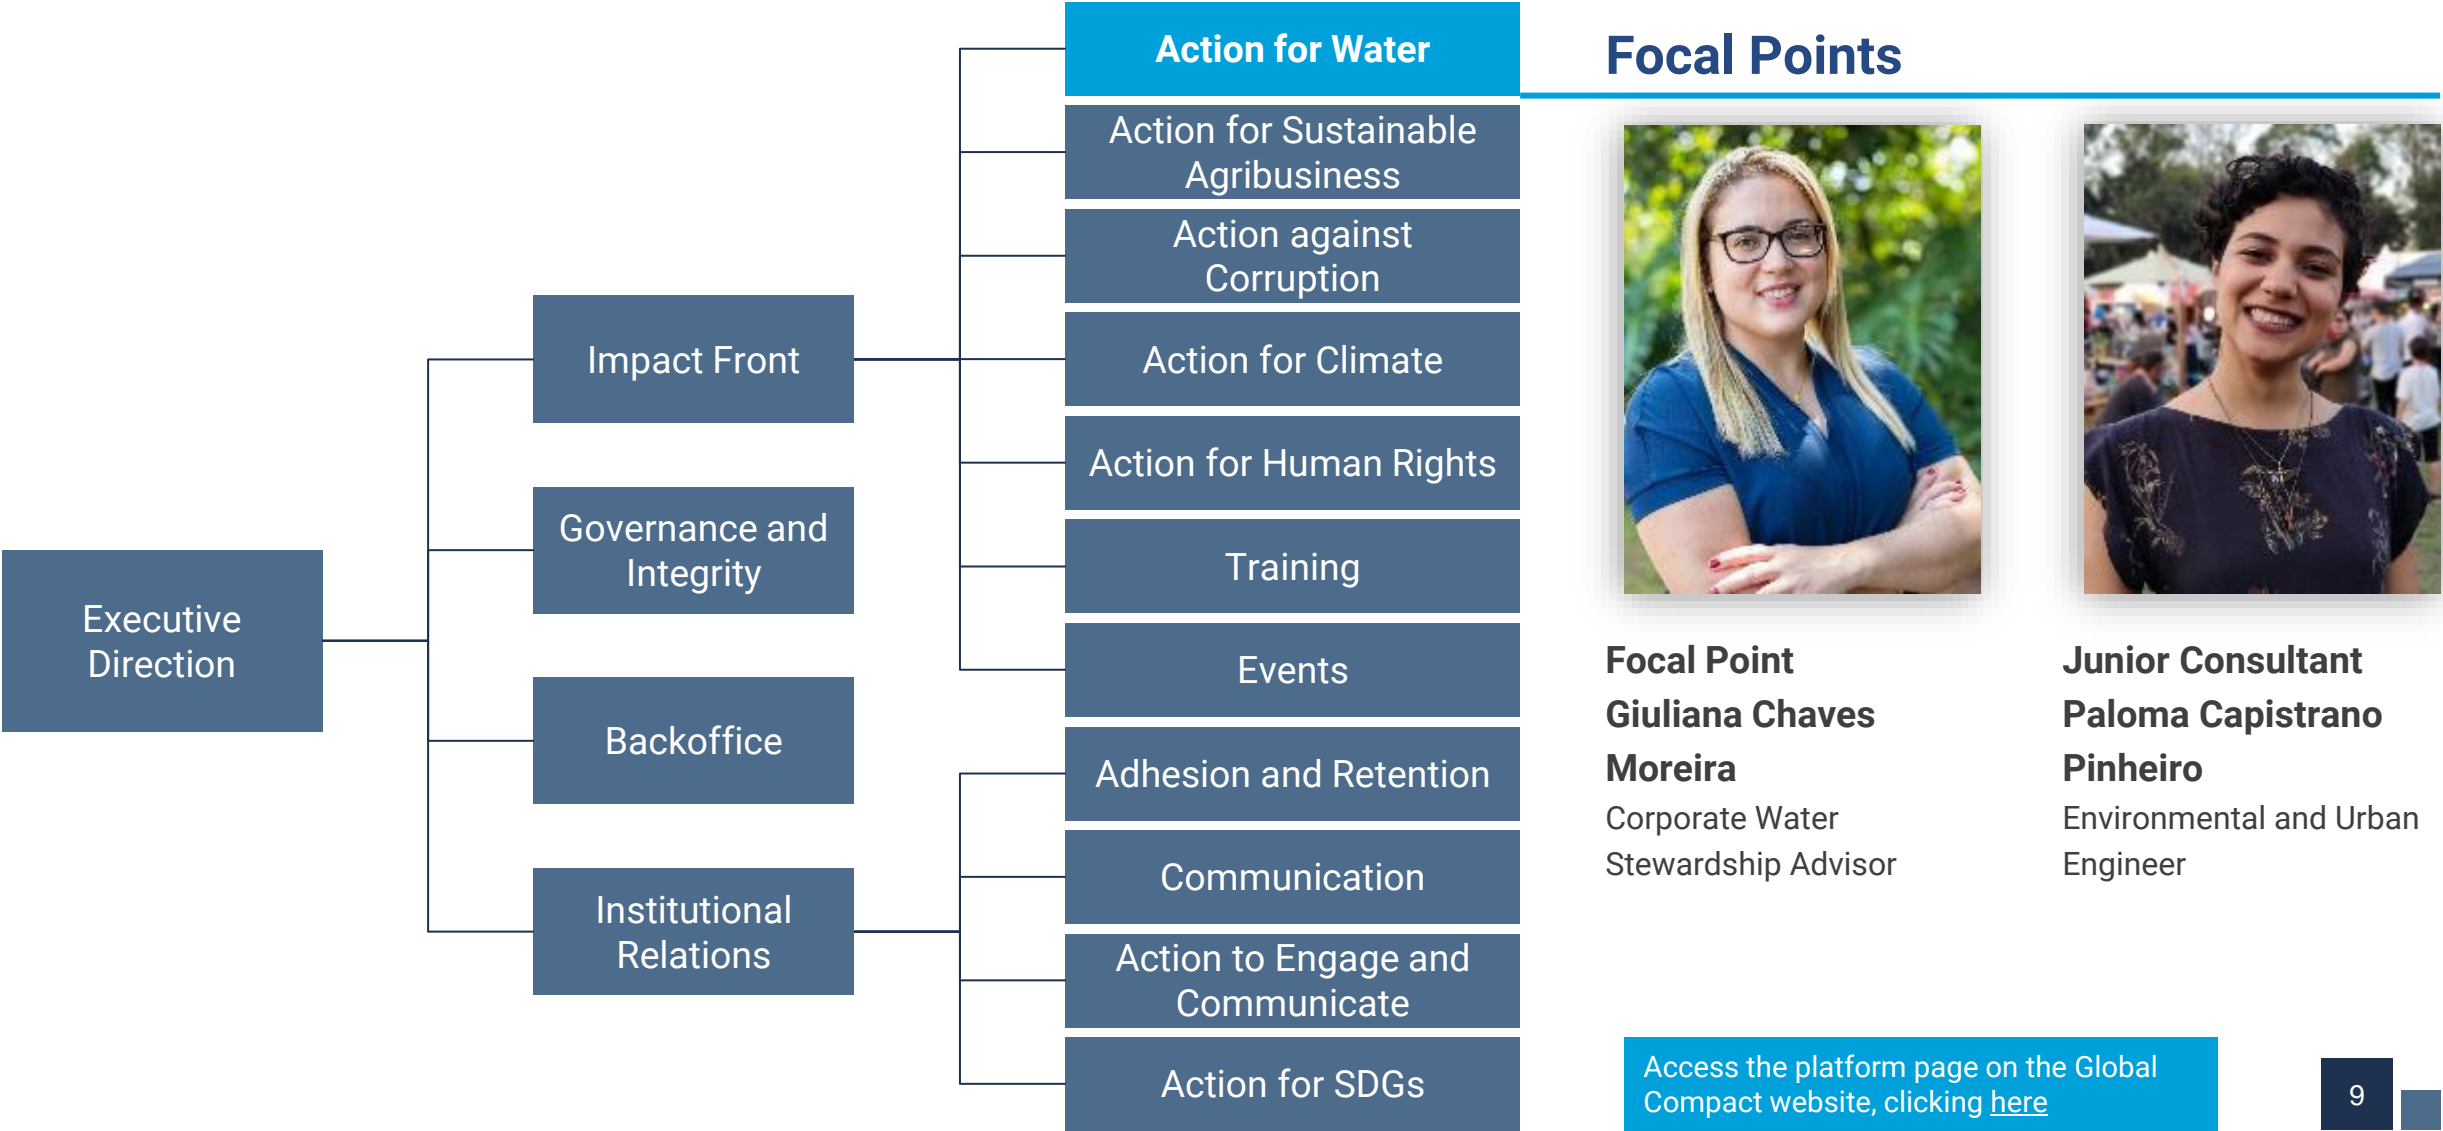 Executive
Direction
Impact Front
Governance and
Integrity
Backoffice
Institutional
Relations
Action for Water
Action for Sustainable
Agribusiness
Action against
Corruption
Action for Climate
Action for Human Rights
Training
Events
Adhesion and Retention
Communication
Action to Engage and
Communicate
Action for SDGs
Focal Points
Focal Point
Giuliana Chaves
Moreira
Corporate Water
Stewardship Advisor
Junior Consultant
Paloma Capistrano
Pinheiro
Environmental and Urban
Engineer
Access the platform page on the Global
Compact website, clicking here
9